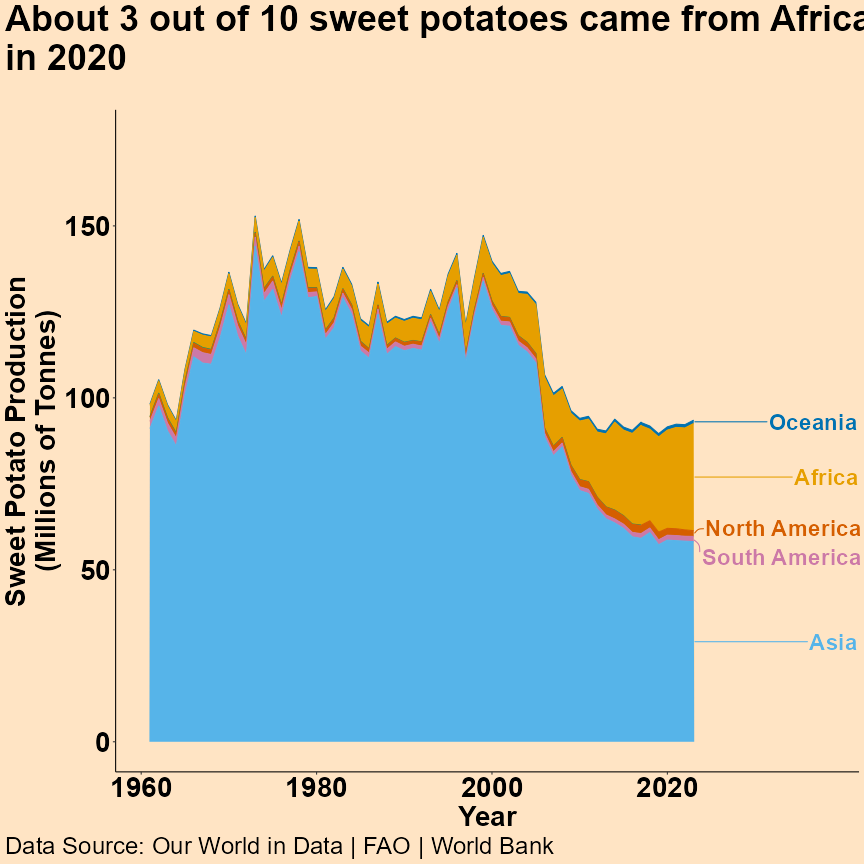 About 3 out of 10 sweet potatoes came from Africa
in 2020
Sweet Potato Production
(Millions of Tonnes)
150
100
50
0
Oceania
Africa
North America
South America
Asia
1960 1980 2000 2020
Year
Data Source: Our World in Data | FAO | World Bank